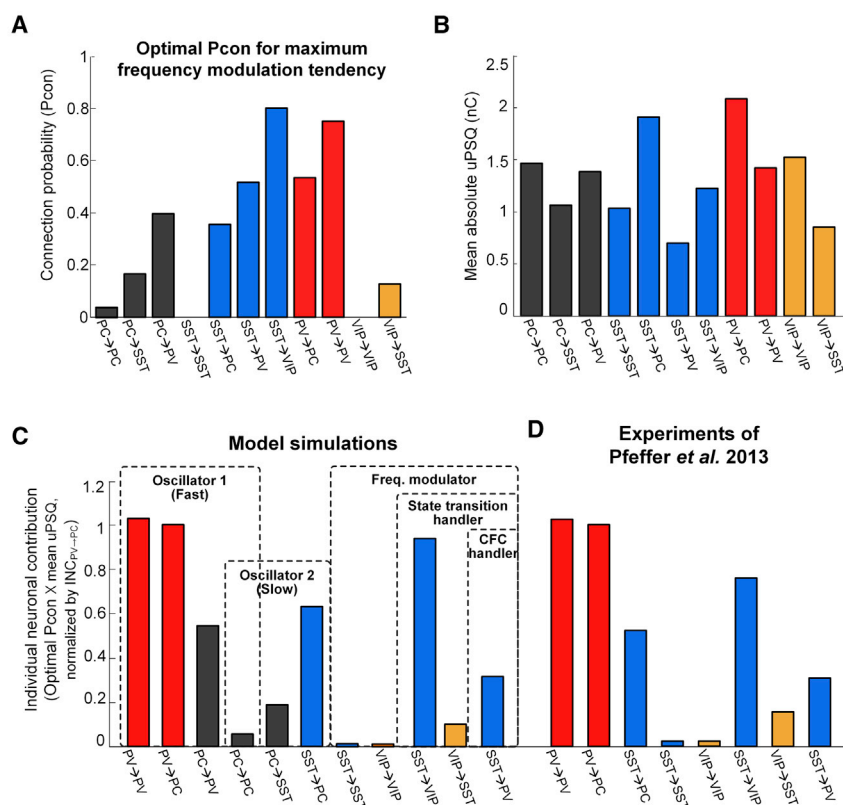 A
Optimal Pcon for maximum
frequency modulation tendency
Connection probability (Pcon)
1
0.8
0.6
0.4
0.2
0
PC→PC
PC→SST
PC→PV
SST→SST
SST→PC
SST→PV
SST→VIP
PV→PC
PV→PV
VIP→VIP
VIP→SST
B
Mean absolute uPSQ (nC)
2.5
2
1.5
1
0.5
0
PC→PC
PC→SST
PC→PV
SST→SST
SST→PC
SST→PV
SST→VIP
PV→PC
PV→PV
VIP→VIP
VIP→SST
C
Model simulations
Individual neuronal contribution
(Optimal Pcon X mean uPSQ,
normalized by INCPV→PC)
1.2
1
0.8
0.6
0.4
0.2
0
Oscillator 1
(Fast)
Oscillator 2
(Slow)
Freq. modulator
State transition
handler
CFC
handler
PV→PV
PV→PC
PC→PV
PC→PC
PC→SST
SST→PC
SST→SST
VIP→VIP
SST→VIP
VIP→SST
SST→PV
D
Experiments of
Pfeffer et al. 2013
PV→PV
PV→PC
SST→PC
SST→SST
VIP→VIP
SST→VIP
VIP→SST
SST→PV